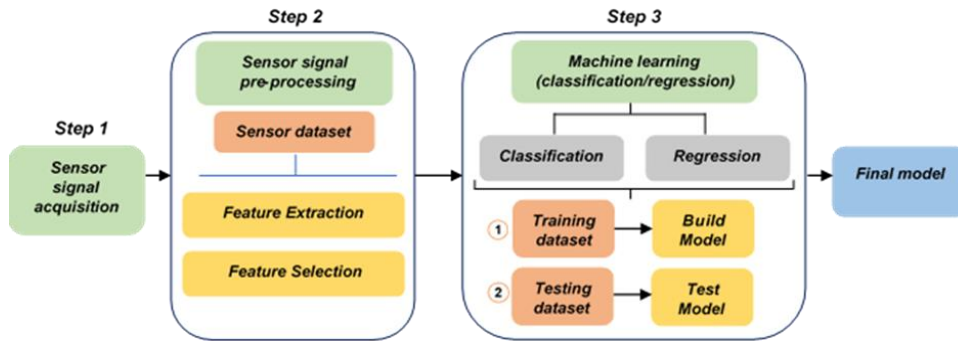 Step 1
Sensor
signal
acquisition
Step 2
Sensor signal
pre-processing
Sensor dataset
Feature Extraction
Feature Selection
Step 3
Machine learning
(classification/regression)
Classification
Regression
1
Training
dataset
Build
Model
2
Testing
dataset
Test
Model
Final model